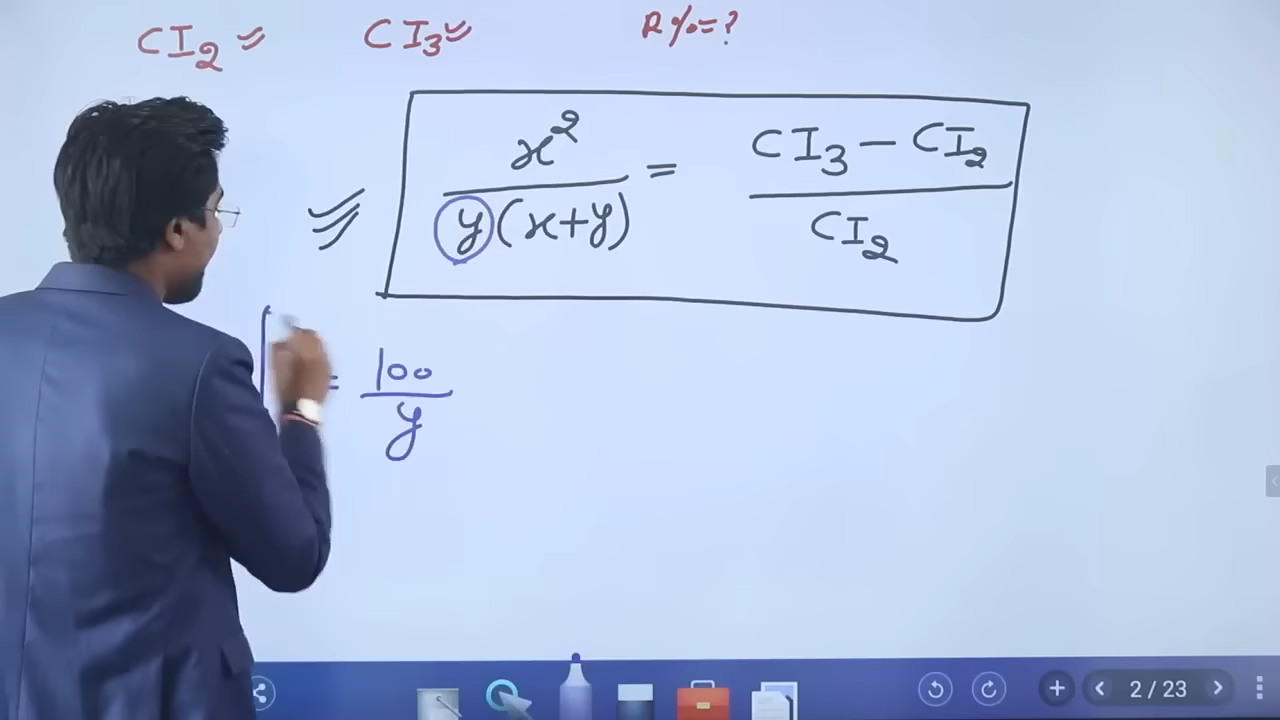 CI₂ CI₃ R%=?
x²/y(x+y) = CI₃ - CI₂/CI₂
= 100/y
2 / 23